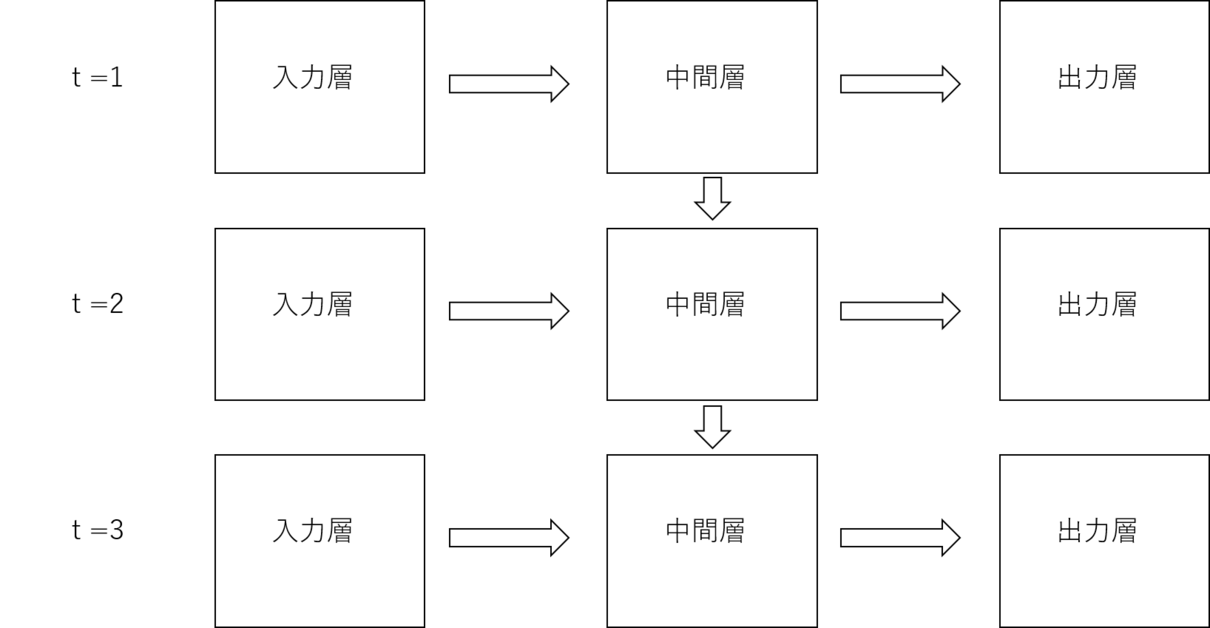 t =1 入力層 中間層 出力層
t =2 入力層 中間層 出力層
t =3 入力層 中間層 出力層